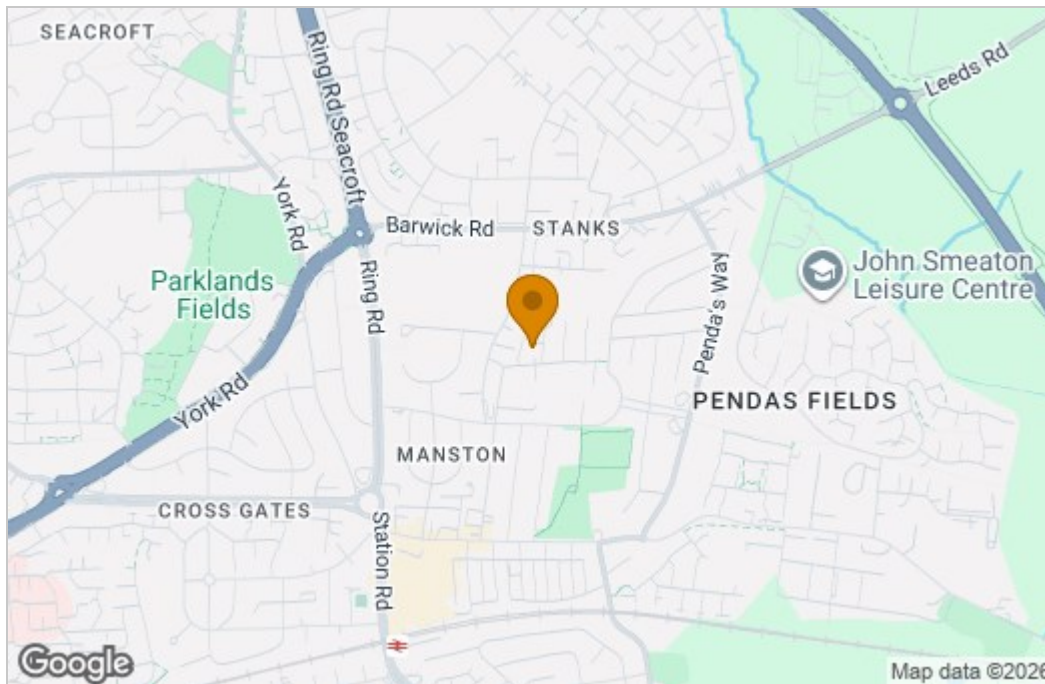 SEACROFT
Ring Rd Seacroft
Leeds Rd
York Rd
Barwick Rd
STANKS
Parklands
Fields
Ring Rd
Penda's Way
John Smeaton
Leisure Centre
York Rd
PENDAS FIELDS
MANSTON
CROSS GATES
Station Rd
Google
Map data ©2026